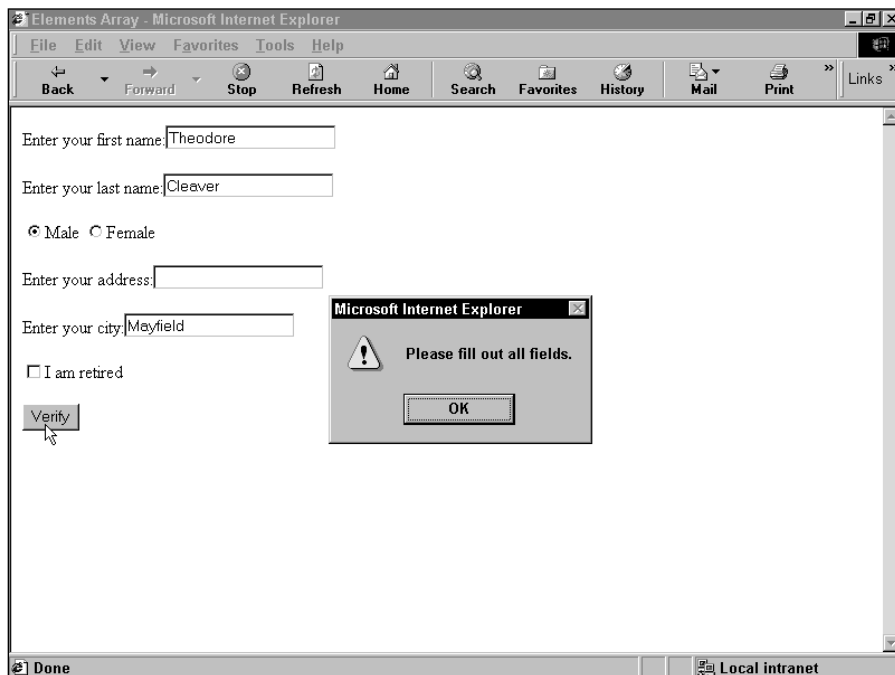 Elements Array - Microsoft Internet Explorer
File Edit View Favorites Tools Help
Back Forward Stop Refresh Home Search Favorites History Mail Print » Links »
Enter your first name: Theodore
Enter your last name: Cleaver
Male Female
Enter your address:
Enter your city: Mayfield
I am retired
Verify
Microsoft Internet Explorer
Please fill out all fields.
OK
Done Local intranet